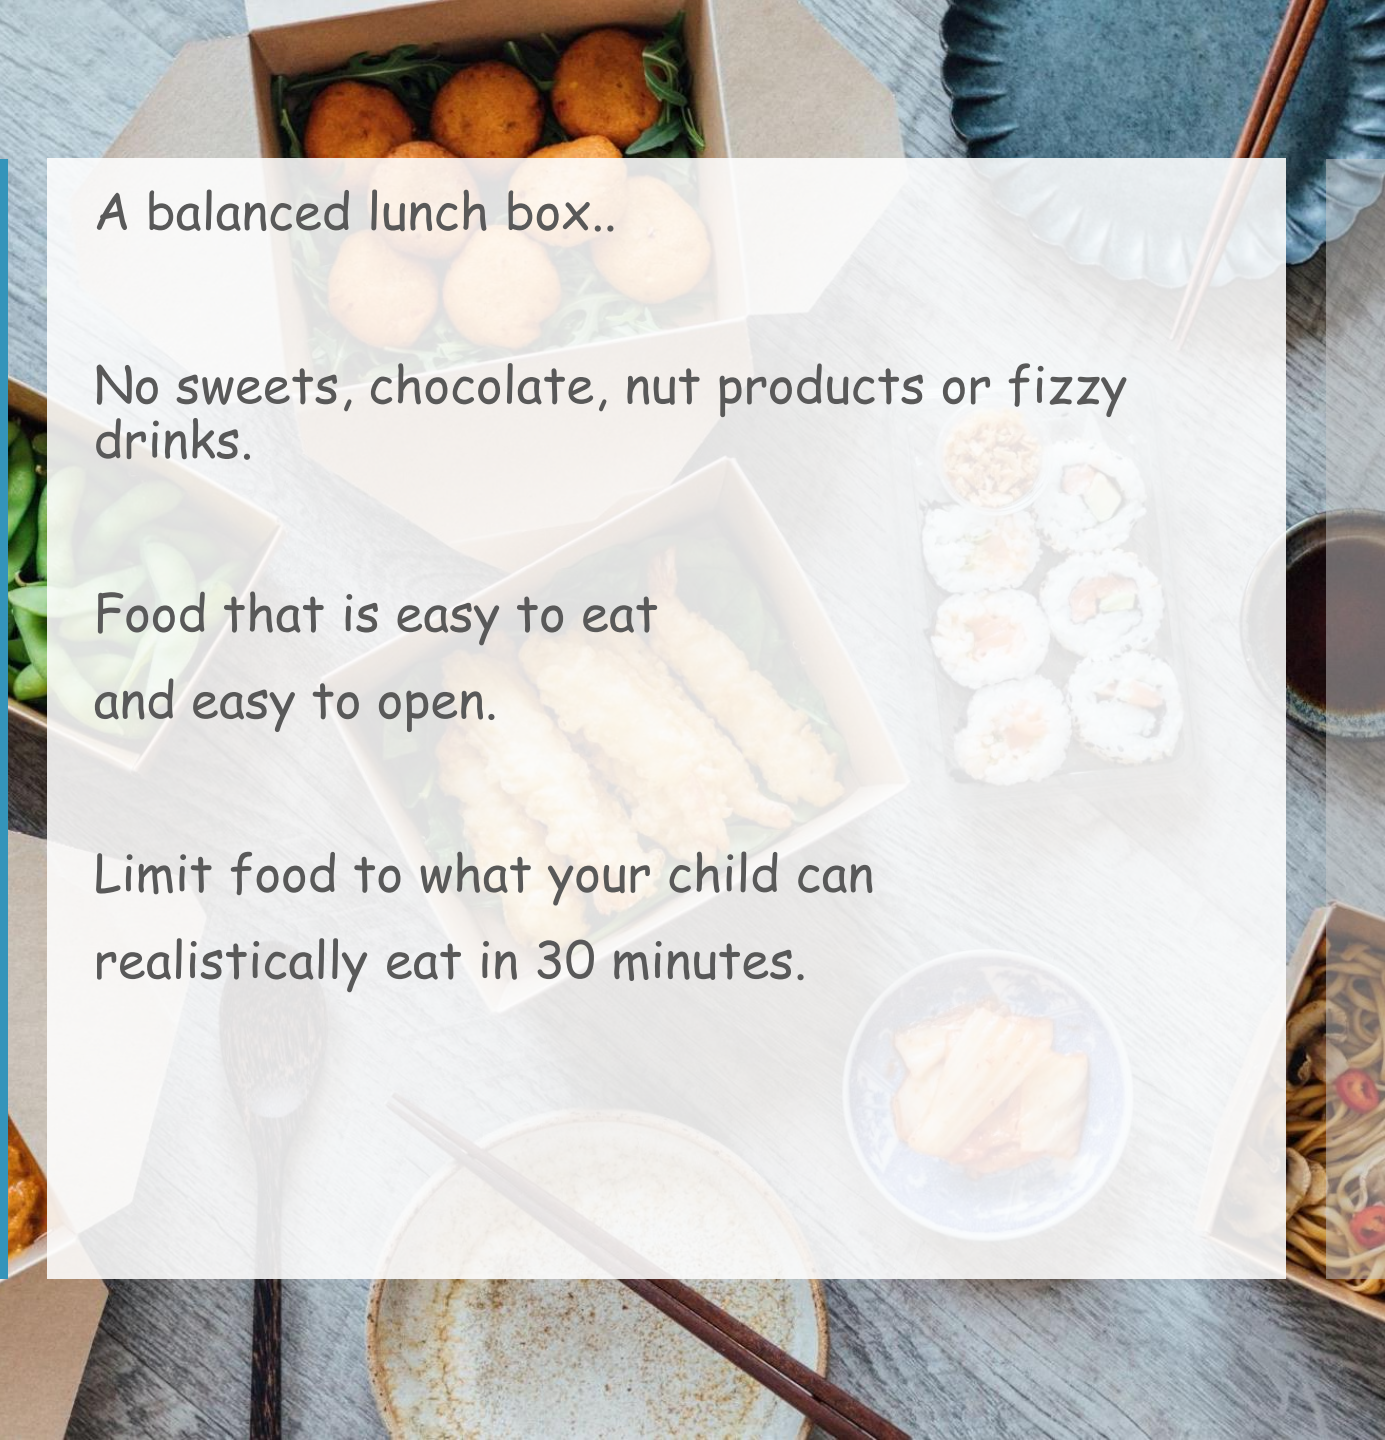 A balanced lunch box..
No sweets, chocolate, nut products or fizzy
drinks.
Food that is easy to eat
and easy to open.
Limit food to what your child can
realistically eat in 30 minutes.